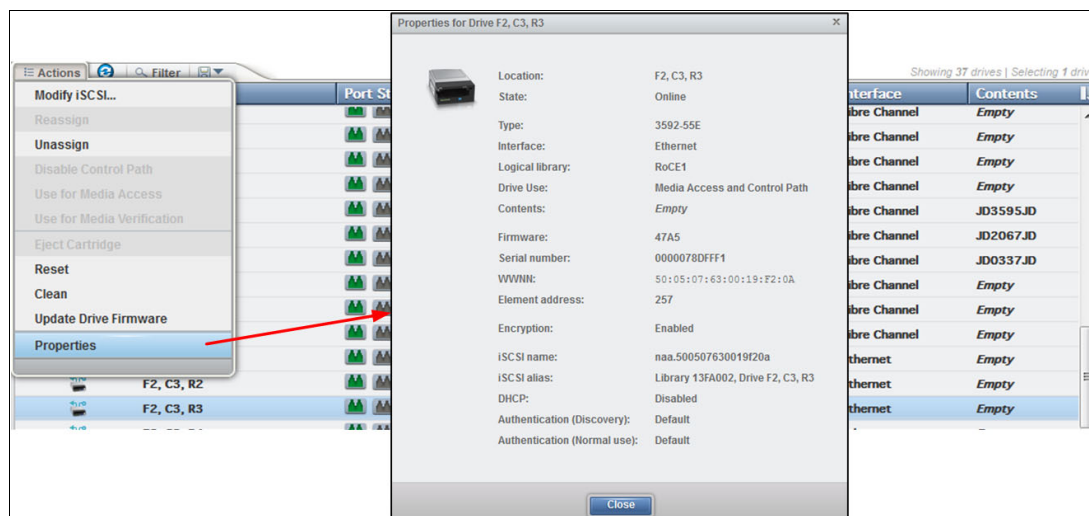 Properties for Drive F2, C3, R3 x
Location: F2, C3, R3
State: Online
Type: 3592-55E
Interface: Ethernet
Logical library: RoCE1
Drive Use: Media Access and Control Path
Contents: Empty
Firmware: 47A5
Serial number: 0000078DFFF1
WWNN: 50:05:07:63:00:19:F2:0A
Element address: 257
Encryption: Enabled
iSCSI name: naa.500507630019f20a
iSCSI alias: Library 13FA002, Drive F2, C3, R3
DHCP: Disabled
Authentication (Discovery): Default
Authentication (Normal use): Default
Close
Actions Filter
Showing 37 drives | Selecting 1 driv
Modify iSCSI...
Reassign
Unassign
Disable Control Path
Use for Media Access
Use for Media Verification
Eject Cartridge
Reset
Clean
Update Drive Firmware
Properties
Port St nterface Contents
ibre Channel Empty
ibre Channel Empty
ibre Channel Empty
ibre Channel Empty
ibre Channel JD3595JD
ibre Channel JD2067JD
ibre Channel JD0337JD
ibre Channel Empty
ibre Channel Empty
ibre Channel Empty
thernet Empty
F2, C3, R2 thernet Empty
F2, C3, R3 thernet Empty